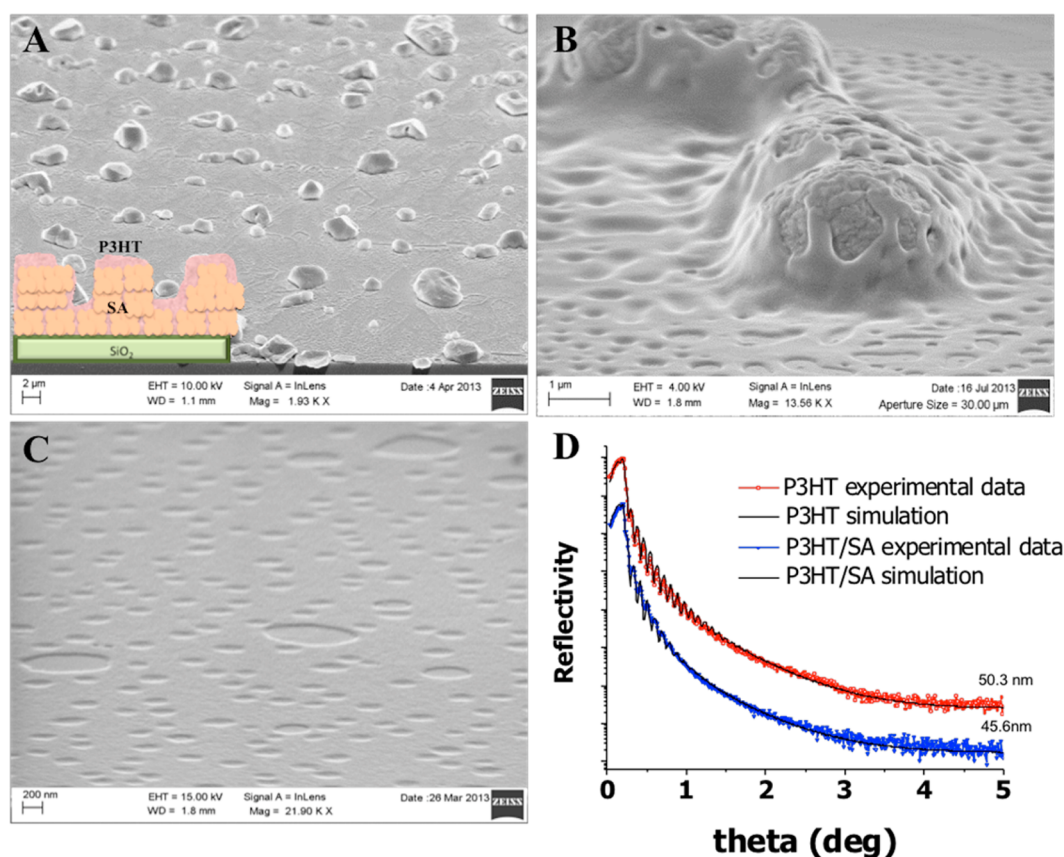 A
P3HT
SA
SiO2
2 µm
EHT = 10.00 kV
WD = 1.1 mm
Signal A = InLens
Mag = 1.93 K X
Date :4 Apr 2013
ZEISS
B
1 µm
EHT = 4.00 kV
WD = 1.8 mm
Signal A = InLens
Mag = 13.56 K X
Date :16 Jul 2013
Aperture Size = 30.00 µm
ZEISS
C
200 nm
EHT = 15.00 kV
WD = 1.8 mm
Signal A = InLens
Mag = 21.90 K X
Date :26 Mar 2013
ZEISS
D
P3HT experimental data
P3HT simulation
P3HT/SA experimental data
P3HT/SA simulation
Reflectivity
50.3 nm
45.6nm
0 1 2 3 4 5
theta (deg)